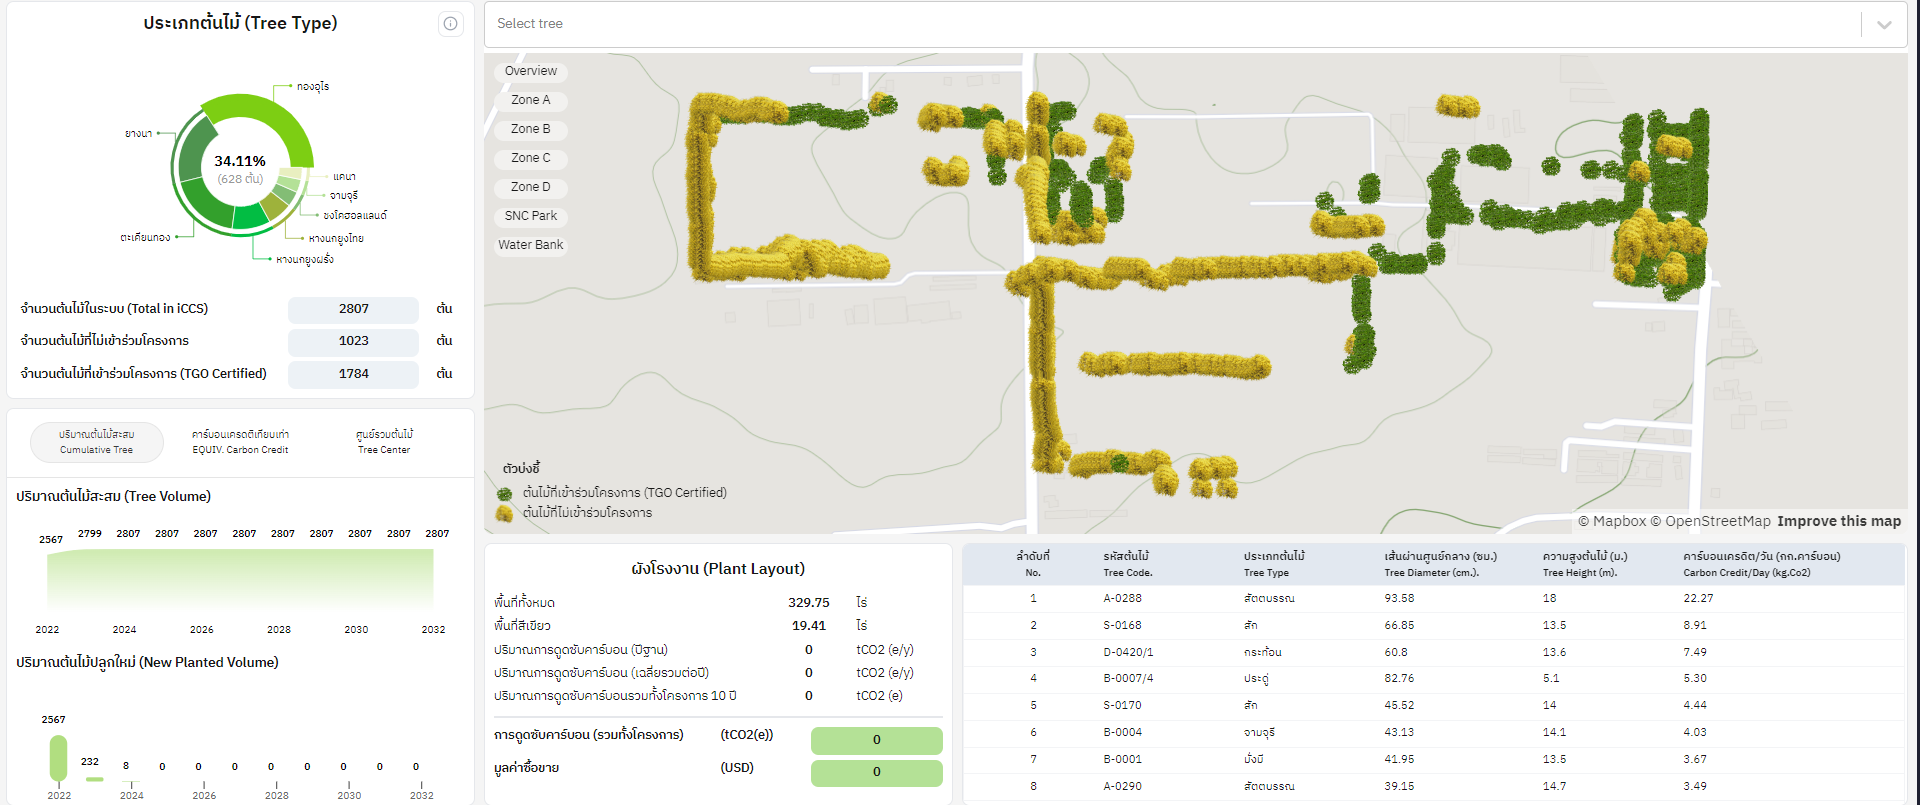 ประเภทต้นไม้ (Tree Type)
ทองอุไร
ยางนา
34.11%
(628 ต้น)
แคนา
จามจุรี
ชงโคฮอลแลนด์
ตะเคียนทอง
หางนกยูงไทย
หางนกยูงฝรั่ง
จำนวนต้นไม้ในระบบ (Total in iCCS) 2807 ต้น
จำนวนต้นไม้ที่ไม่เข้าร่วมโครงการ 1023 ต้น
จำนวนต้นไม้ที่เข้าร่วมโครงการ (TGO Certified) 1784 ต้น
ปริมาณต้นไม้สะสม
Cumulative Tree
คาร์บอนเครดิตเทียบเท่า
EQUIV. Carbon Credit
ศูนย์รวมต้นไม้
Tree Center
ปริมาณต้นไม้สะสม (Tree Volume)
2567 2799 2807 2807 2807 2807 2807 2807 2807 2807 2807
2022 2024 2026 2028 2030 2032
ปริมาณต้นไม้ปลูกใหม่ (New Planted Volume)
2567 232 8 0 0 0 0 0 0 0 0
2022 2024 2026 2028 2030 2032
Select tree
Overview
Zone A
Zone B
Zone C
Zone D
SNC Park
Water Bank
ตัวบ่งชี้
ต้นไม้ที่เข้าร่วมโครงการ (TGO Certified)
ต้นไม้ที่ไม่เข้าร่วมโครงการ
© Mapbox © OpenStreetMap Improve this map
ผังโรงงาน (Plant Layout)
พื้นที่ทั้งหมด 329.75 ไร่
พื้นที่สีเขียว 19.41 ไร่
ปริมาณการดูดซับคาร์บอน (ปีฐาน) 0 tCO2 (e/y)
ปริมาณการดูดซับคาร์บอน (เฉลี่ยรวมต่อปี) 0 tCO2 (e/y)
ปริมาณการดูดซับคาร์บอนรวมทั้งโครงการ 10 ปี 0 tCO2 (e)
การดูดซับคาร์บอน (รวมทั้งโครงการ) (tCO2(e)) 0
มูลค่าซื้อขาย (USD) 0
ลำดับที่ รหัสต้นไม้ ประเภทต้นไม้ เส้นผ่านศูนย์กลาง (ซม.) ความสูงต้นไม้ (ม.) คาร์บอนเครดิต/วัน (กก.คาร์บอน)
No. Tree Code. Tree Type Tree Diameter (cm.). Tree Height (m). Carbon Credit/Day (kg.Co2)
1 A-0288 สัตตบรรณ 93.58 18 22.27
2 S-0168 สัก 66.85 13.5 8.91
3 D-0420/1 กระท้อน 60.8 13.6 7.49
4 B-0007/4 ประดู่ 82.76 5.1 5.30
5 S-0170 สัก 45.52 14 4.44
6 B-0004 จามจุรี 43.13 14.1 4.03
7 B-0001 มั่งมี 41.95 13.5 3.67
8 A-0290 สัตตบรรณ 39.15 14.7 3.49